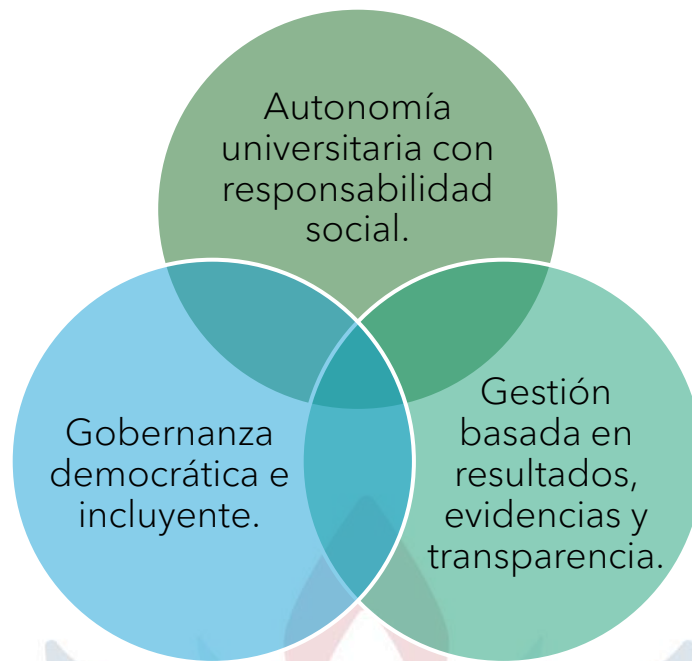 Autonomía
universitaria con
responsabilidad
social.
Gobernanza
democrática e
incluyente.
Gestión
basada en
resultados,
evidencias y
transparencia.